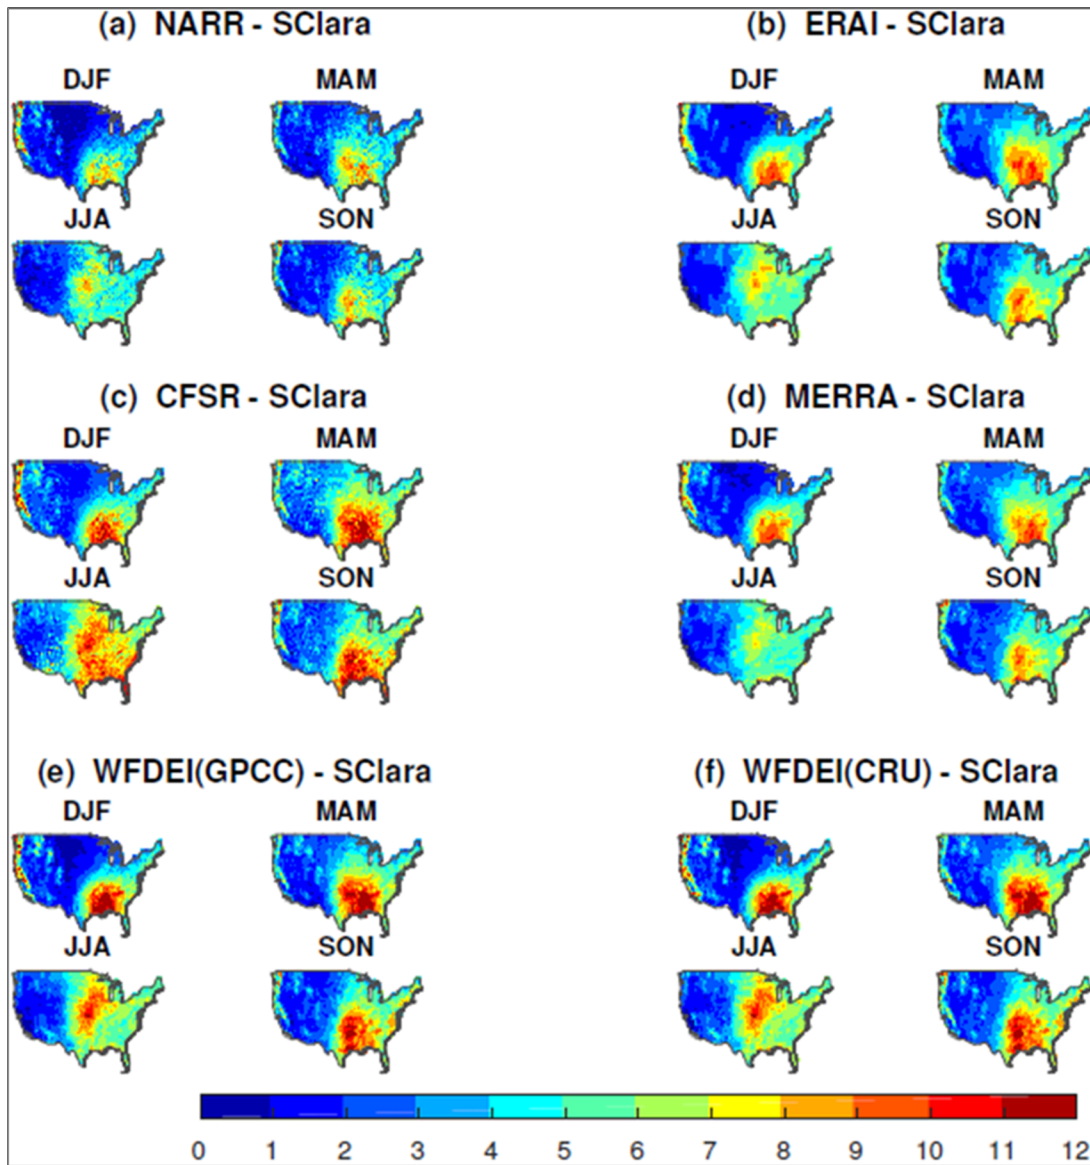 (a) NARR - SClara
(b) ERAI - SClara
DJF
MAM
DJF
MAM
JJA
SON
JJA
SON
(c) CFSR - SClara
(d) MERRA - SClara
DJF
MAM
DJF
MAM
JJA
SON
JJA
SON
(e) WFDEI(GPCC) - SClara
(f) WFDEI(CRU) - SClara
DJF
MAM
DJF
MAM
JJA
SON
JJA
SON
0 1 2 3 4 5 6 7 8 9 10 11 12